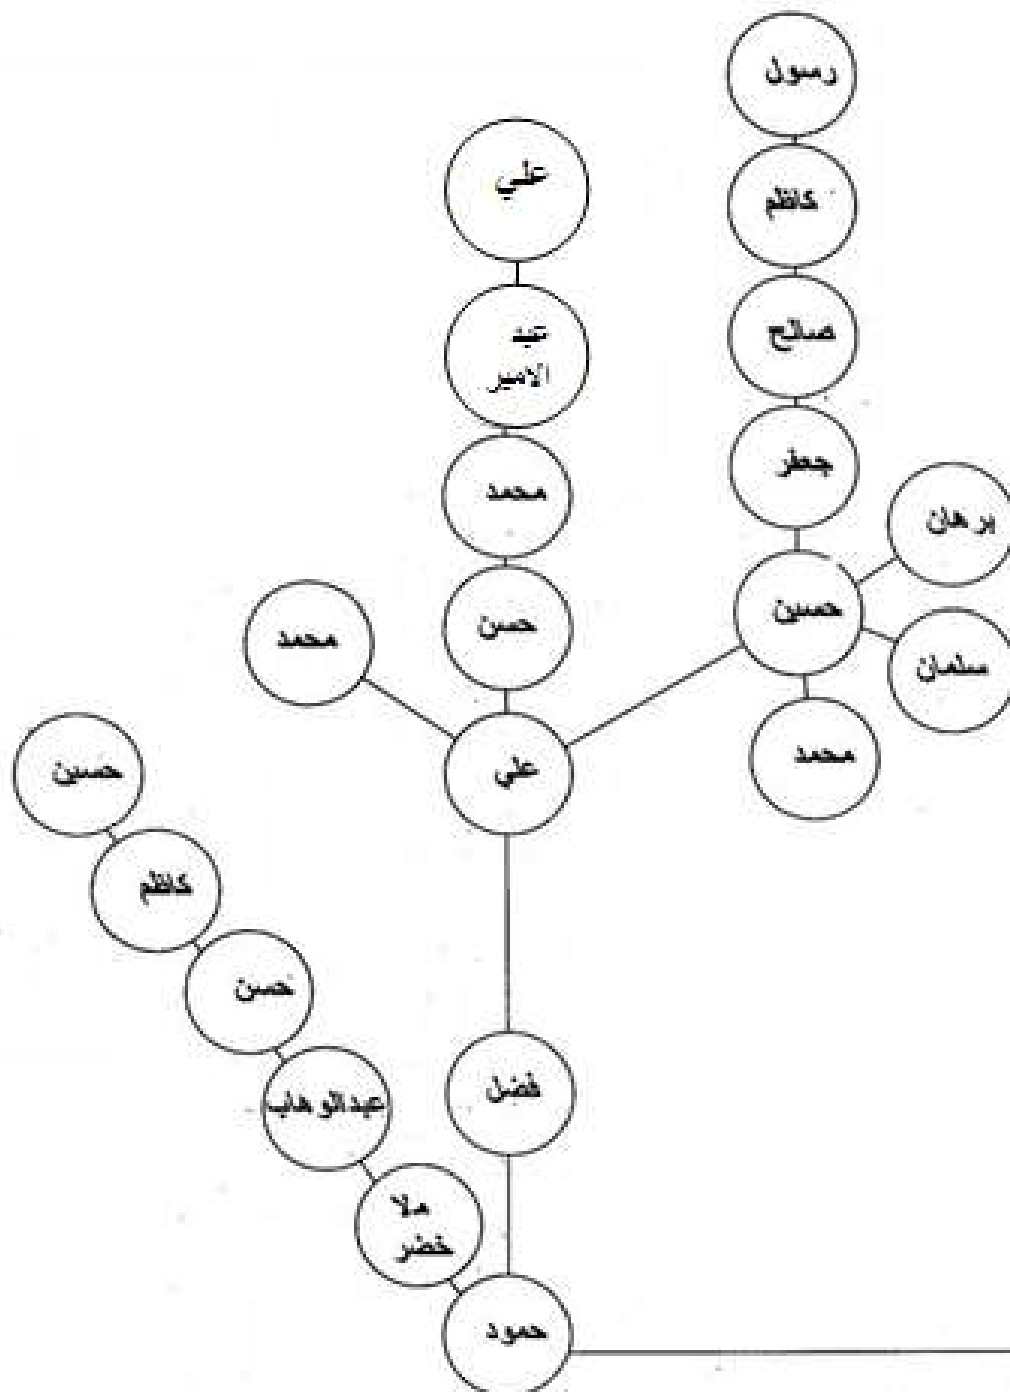 رسول
علي
كاظم
عبد
الامير
صالح
جعفر
محمد
برهان
حسين
حسن
محمد
سلمان
محمد
علي
حسين
كاظم
حسن
فضل
عبدالوهاب
ملا
خضر
حمود